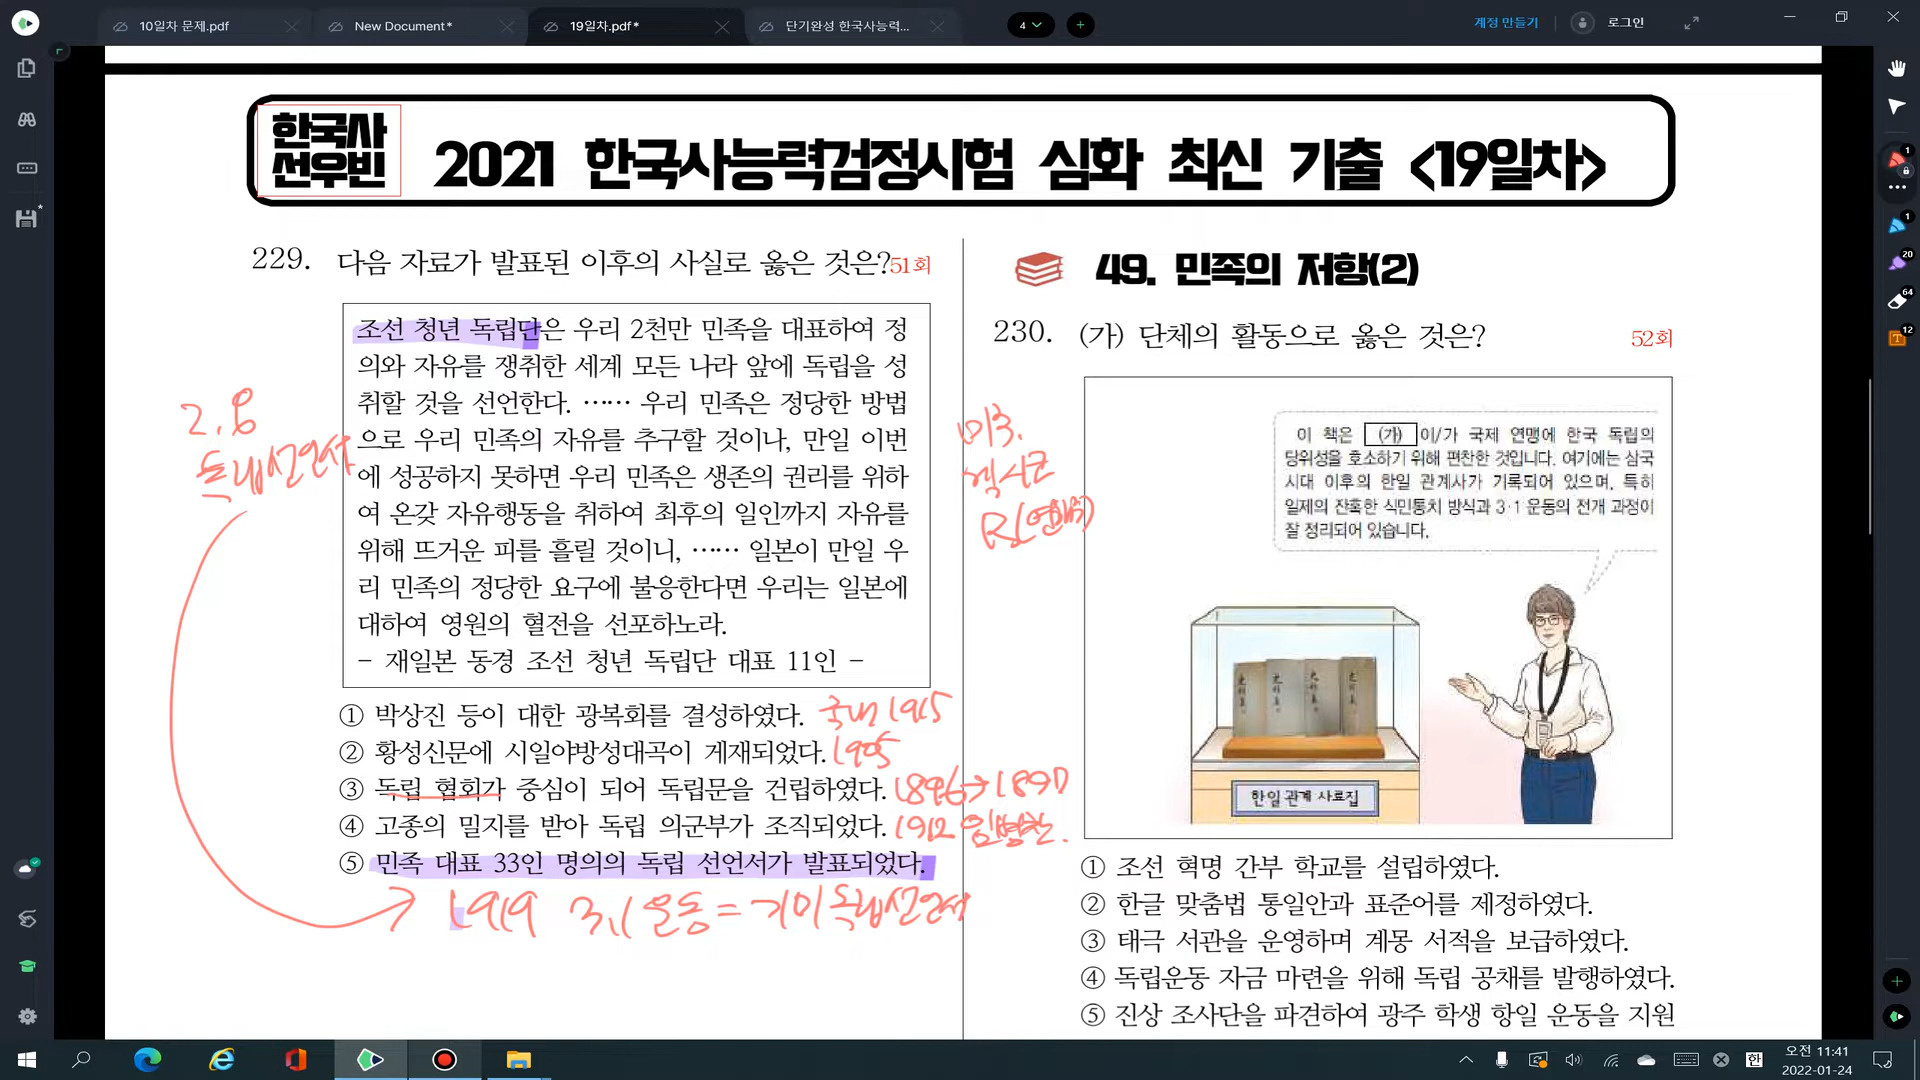 10일차 문제.pdf
New Document*
19일차.pdf*
단기완성 한국사능력...
4
계정 만들기
로그인
한국사
선우빈
2021 한국사능력검정시험 심화 최신 기출 <19일차>
229. 다음 자료가 발표된 이후의 사실로 옳은 것은?51회
조선 청년 독립단은 우리 2천만 민족을 대표하여 정
의와 자유를 쟁취한 세계 모든 나라 앞에 독립을 성
취할 것을 선언한다. …… 우리 민족은 정당한 방법
으로 우리 민족의 자유를 추구할 것이나, 만일 이번
에 성공하지 못하면 우리 민족은 생존의 권리를 위하
여 온갖 자유행동을 취하여 최후의 일인까지 자유를
위해 뜨거운 피를 흘릴 것이니, …… 일본이 만일 우
리 민족의 정당한 요구에 불응한다면 우리는 일본에
대하여 영원의 혈전을 선포하노라.
- 재일본 동경 조선 청년 독립단 대표 11인 -
2.8
독립선언서
① 박상진 등이 대한 광복회를 결성하였다. 국내 1915
② 황성신문에 시일야방성대곡이 게재되었다. 1905
③ 독립 협회가 중심이 되어 독립문을 건립하였다. 1896→1897
④ 고종의 밀지를 받아 독립 의군부가 조직되었다. 1912 임병찬.
⑤ 민족 대표 33인 명의의 독립 선언서가 발표되었다.
1919 3.1운동=기미독립선언서
49. 민족의 저항(2)
230. (가) 단체의 활동으로 옳은 것은? 52회
이 책은 (가) 이/가 국제 연맹에 한국 독립의
당위성을 호소하기 위해 편찬한 것입니다. 여기에는 삼국
시대 이후의 한일 관계사가 기록되어 있으며, 특히
일제의 잔혹한 식민통치 방식과 3·1 운동의 전개 과정이
잘 정리되어 있습니다.
한일 관계 사료집
① 조선 혁명 간부 학교를 설립하였다.
② 한글 맞춤법 통일안과 표준어를 제정하였다.
③ 태극 서관을 운영하며 계몽 서적을 보급하였다.
④ 독립운동 자금 마련을 위해 독립 공채를 발행하였다.
⑤ 진상 조사단을 파견하여 광주 학생 항일 운동을 지원
1
1
20
64
12
한
오전 11:41
2022-01-24